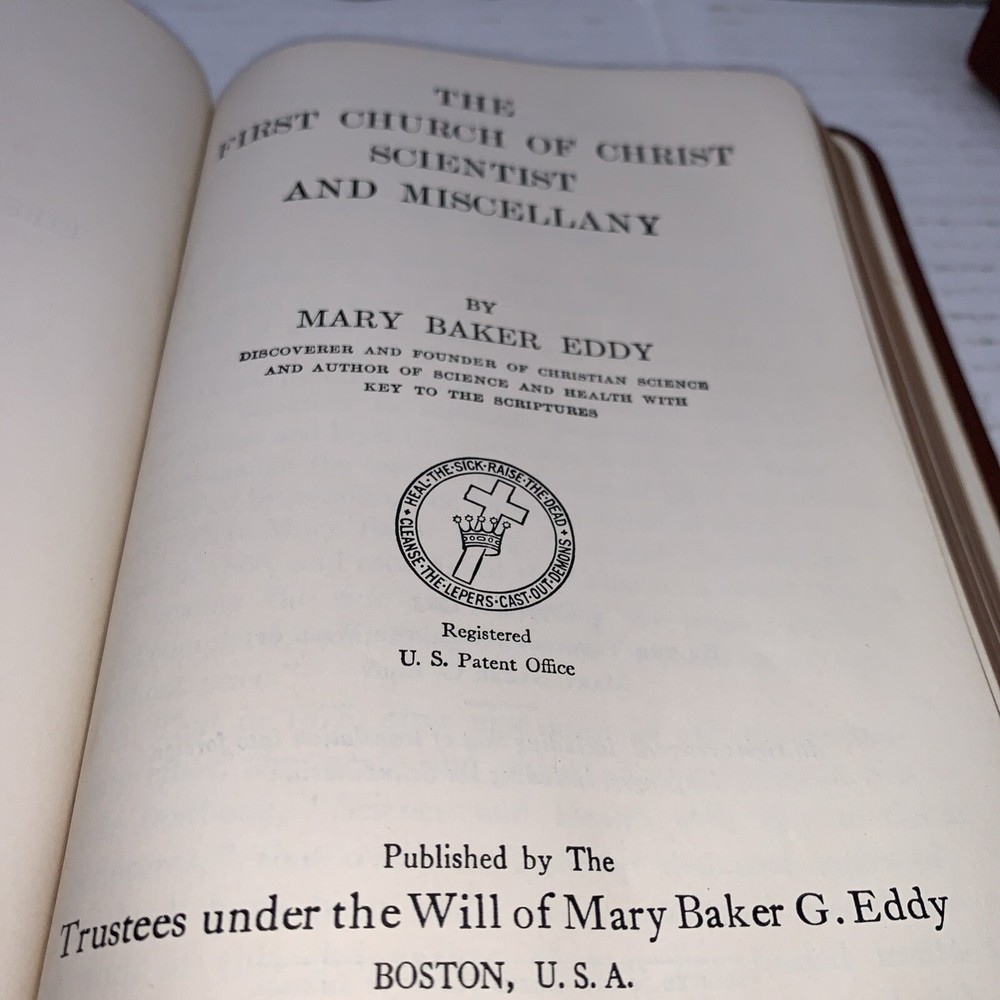 THE
FIRST CHURCH OF CHRIST
SCIENTIST
AND MISCELLANY
BY
MARY BAKER EDDY
DISCOVERER AND FOUNDER OF CHRISTIAN SCIENCE
AND AUTHOR OF SCIENCE AND HEALTH WITH
KEY TO THE SCRIPTURES
HEAL·THE·SICK·RAISE·THE·DEAD
CLEANSE·THE·LEPERS·CAST·OUT·DEMONS
Registered
U. S. Patent Office
Published by The
Trustees under the Will of Mary Baker G. Eddy
BOSTON, U. S. A.